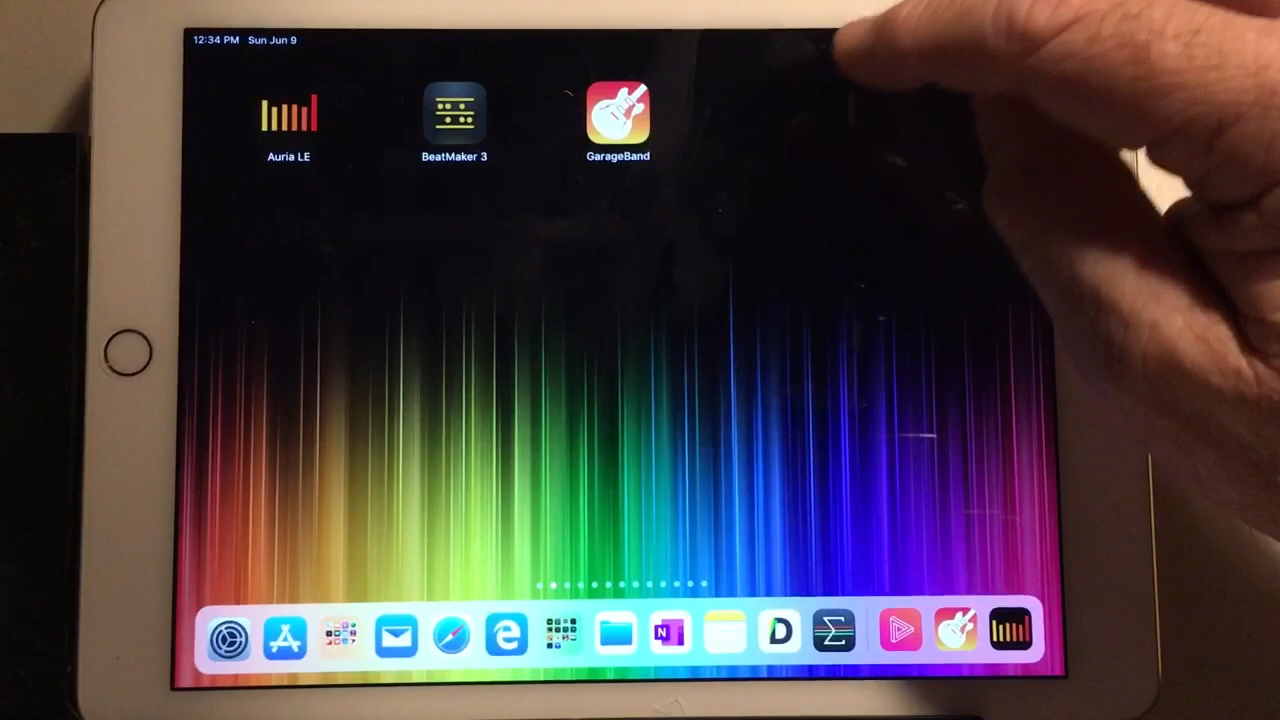 12:34 PM Sun Jun 9
Auria LE
BeatMaker 3
GarageBand
N
D
Σ